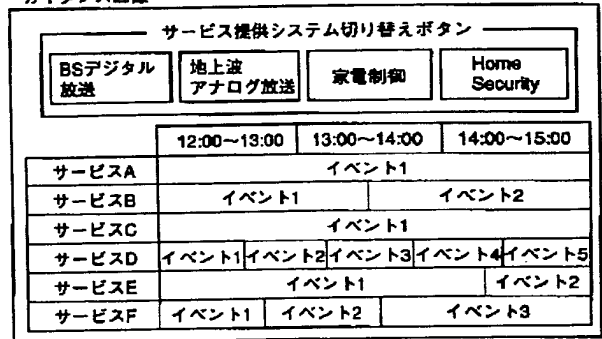 サービス提供システム切り替えボタン
BSデジタル
放送
地上波
アナログ放送
家電制御
Home
Security
12:00〜13:00 13:00〜14:00 14:00〜15:00
サービスA イベント1
サービスB イベント1 イベント2
サービスC イベント1
サービスD イベント1 イベント2 イベント3 イベント4 イベント5
サービスE イベント1 イベント2
サービスF イベント1 イベント2 イベント3